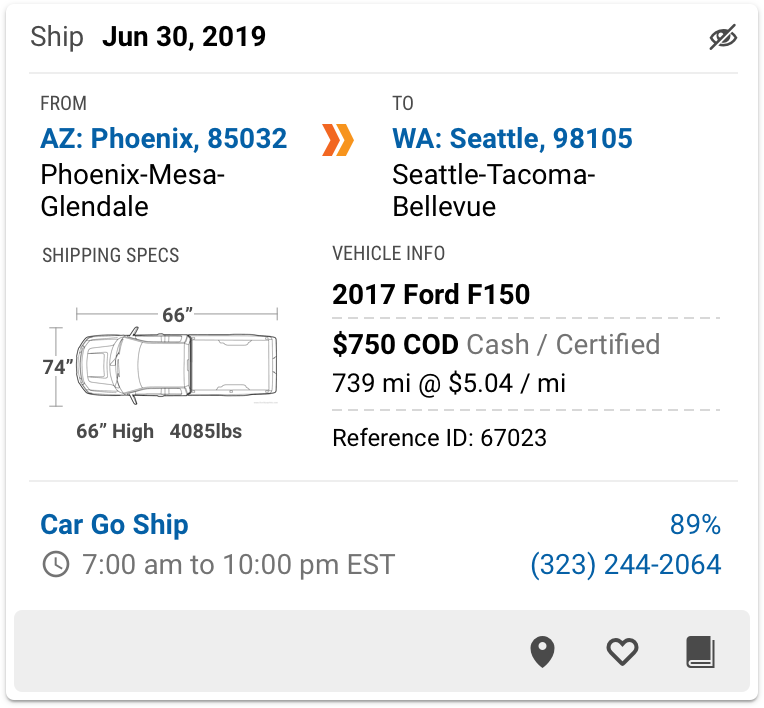 Ship Jun 30, 2019
FROM
AZ: Phoenix, 85032
Phoenix-Mesa-
Glendale
TO
WA: Seattle, 98105
Seattle-Tacoma-
Bellevue
SHIPPING SPECS
66”
74”
66” High 4085lbs
VEHICLE INFO
2017 Ford F150
$750 COD Cash / Certified
739 mi @ $5.04 / mi
Reference ID: 67023
Car Go Ship
89%
7:00 am to 10:00 pm EST
(323) 244-2064